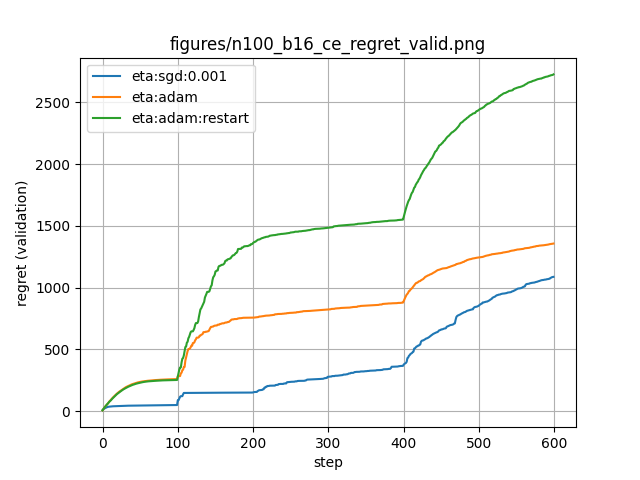 figures/n100_b16_ce_regret_valid.png
eta:sgd:0.001
eta:adam
eta:adam:restart
regret (validation)
2500
2000
1500
1000
500
0
0 100 200 300 400 500 600
step